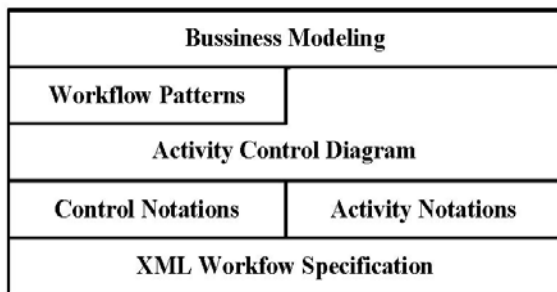 Bussiness Modeling
Workflow Patterns
Activity Control Diagram
Control Notations Activity Notations
XML Workfow Specification